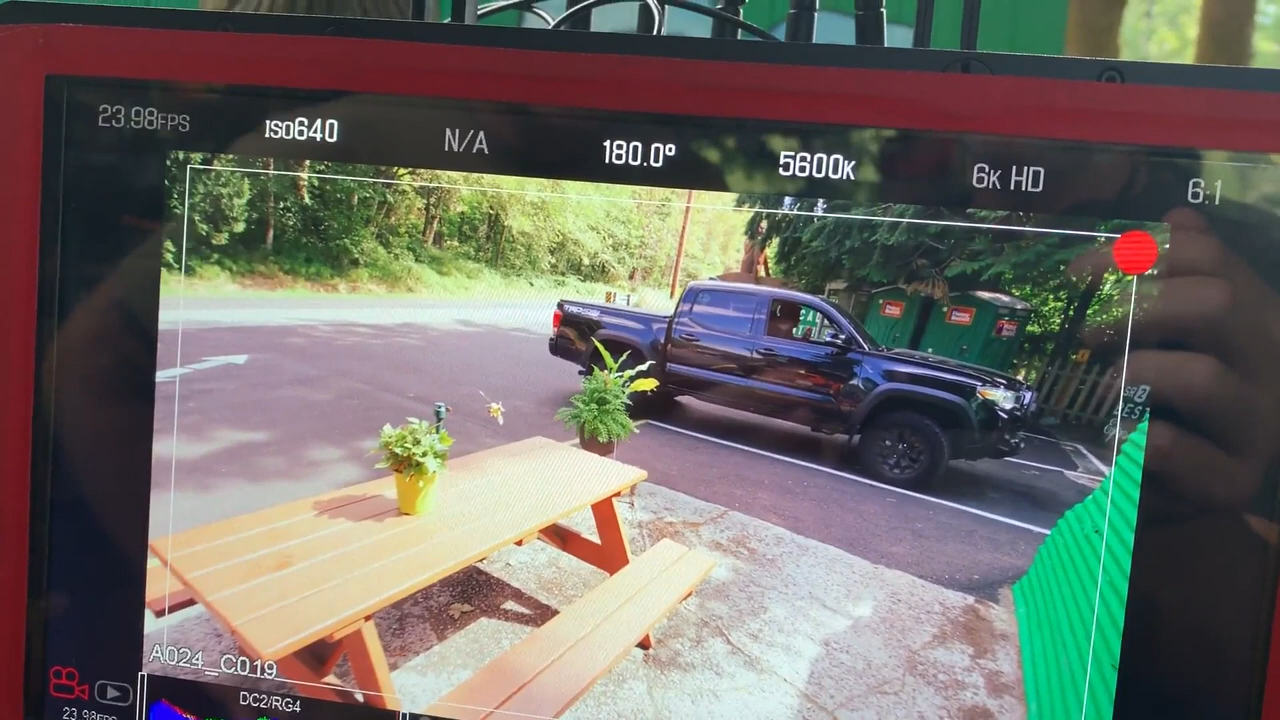 23.98FPS
ISO640
N/A
180.0°
5600K
6K HD
6:1
TRD
A024_C019
DC2/RG4
23.98FPS